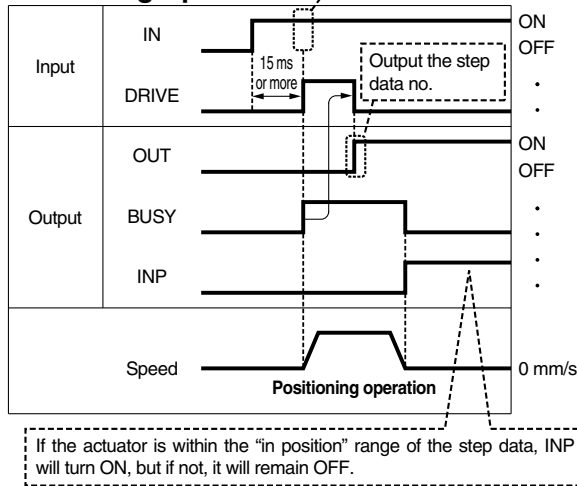 IN
ON
OFF
Input
15 ms
or more
Output the step
data no.
DRIVE
OUT
ON
OFF
Output
BUSY
INP
Speed
0 mm/s
Positioning operation
If the actuator is within the “in position” range of the step data, INP
will turn ON, but if not, it will remain OFF.